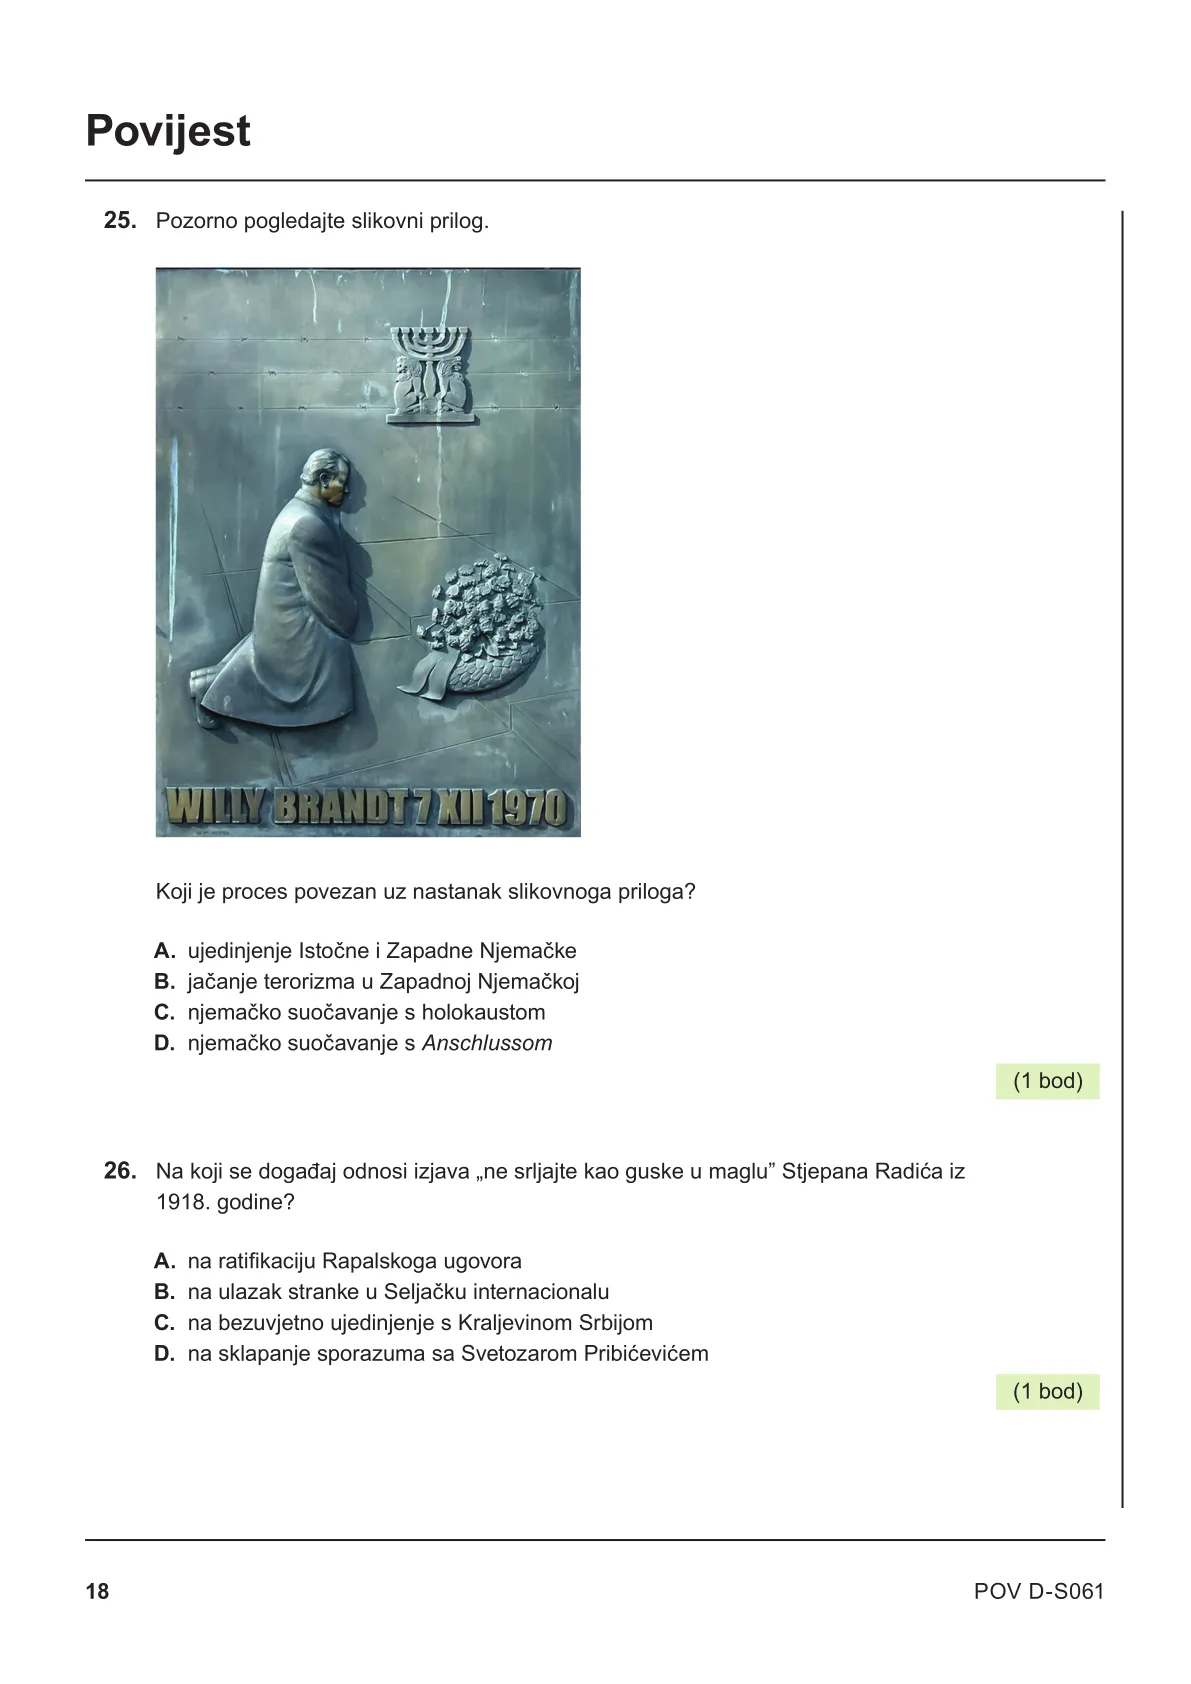 Povijest
25. Pozorno pogledajte slikovni prilog.
WILLY BRANDT 7 XII 1970
Koji je proces povezan uz nastanak slikovnoga priloga?
A. ujedinjenje Istočne i Zapadne Njemačke
B. jačanje terorizma u Zapadnoj Njemačkoj
C. njemačko suočavanje s holokaustom
D. njemačko suočavanje s Anschlussom
(1 bod)
26. Na koji se događaj odnosi izjava „ne srljajte kao guske u maglu” Stjepana Radića iz
1918. godine?
A. na ratifikaciju Rapalskoga ugovora
B. na ulazak stranke u Seljačku internacionalu
C. na bezuvjetno ujedinjenje s Kraljevinom Srbijom
D. na sklapanje sporazuma sa Svetozarom Pribićevićem
(1 bod)
18
POV D-S061